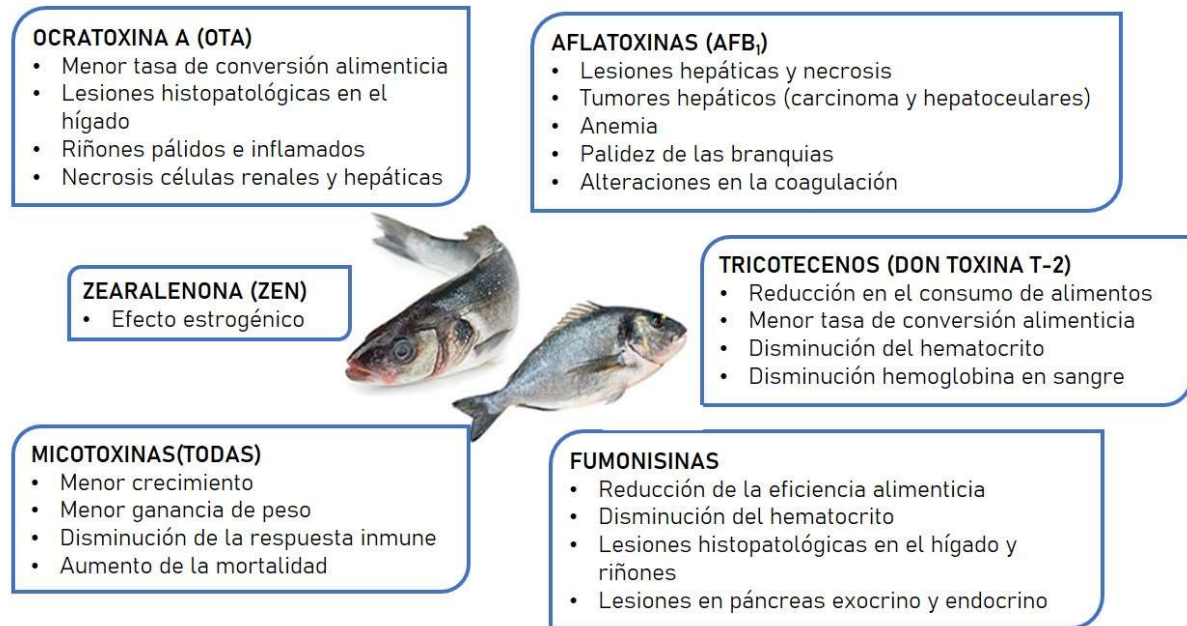 OCRATOXINA A (OTA)
• Menor tasa de conversión alimenticia
• Lesiones histopatológicas en el
hígado
• Riñones pálidos e inflamados
• Necrosis células renales y hepáticas
AFLATOXINAS (AFB₁)
• Lesiones hepáticas y necrosis
• Tumores hepáticos (carcinoma y hepatoceulares)
• Anemia
• Palidez de las branquias
• Alteraciones en la coagulación
ZEARALENONA (ZEN)
• Efecto estrogénico
TRICOTECENOS (DON TOXINA T-2)
• Reducción en el consumo de alimentos
• Menor tasa de conversión alimenticia
• Disminución del hematocrito
• Disminución hemoglobina en sangre
MICOTOXINAS(TODAS)
• Menor crecimiento
• Menor ganancia de peso
• Disminución de la respuesta inmune
• Aumento de la mortalidad
FUMONISINAS
• Reducción de la eficiencia alimenticia
• Disminución del hematocrito
• Lesiones histopatológicas en el hígado y
riñones
• Lesiones en páncreas exocrino y endocrino